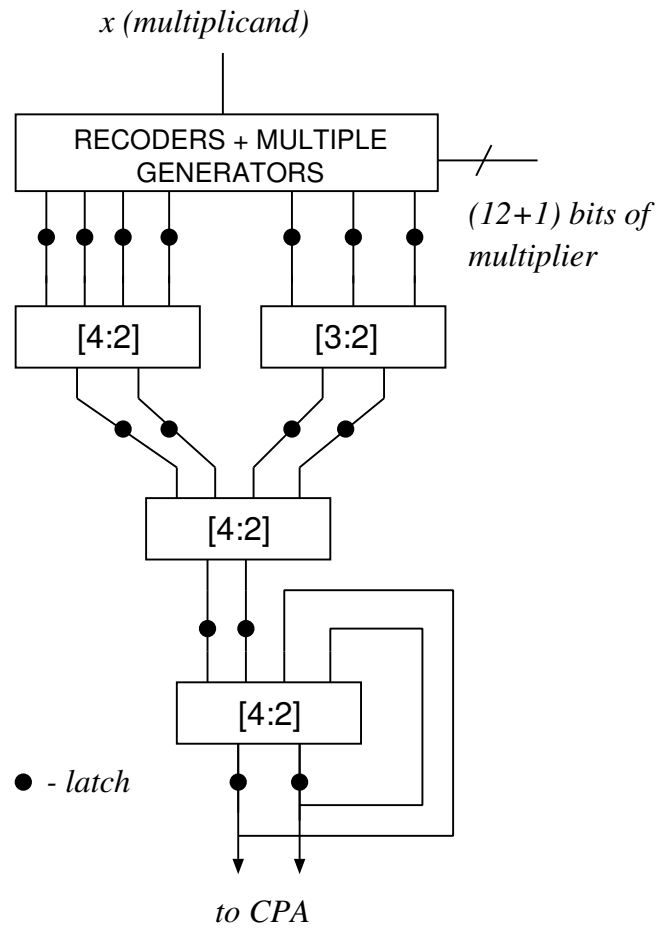 x (multiplicand)
RECODERS + MULTIPLE
GENERATORS
(12+1) bits of
multiplier
[4:2]
[3:2]
[4:2]
[4:2]
- latch
to CPA